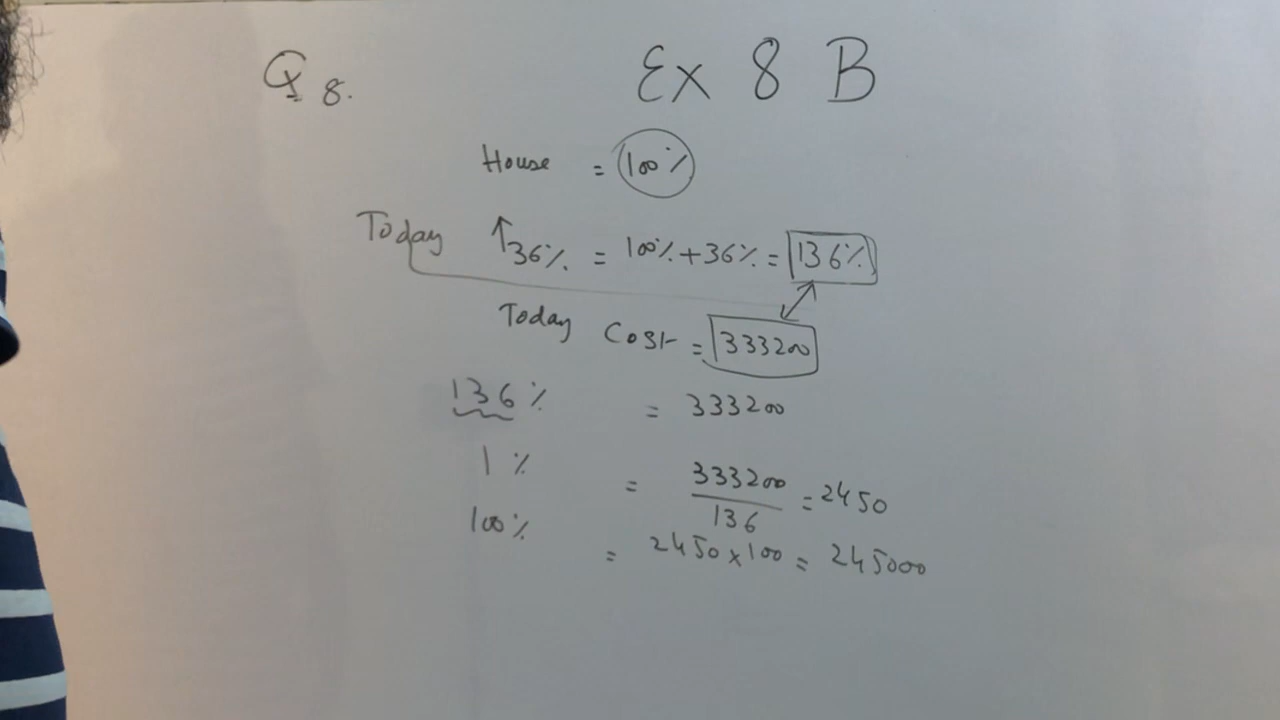 Q 8.
Ex 8 B
House = 100%
Today ↑36% = 100% + 36% = 136%
Today Cost = 333200
136% = 333200
1% = 333200/136 = 2450
100% = 2450 x 100 = 245000